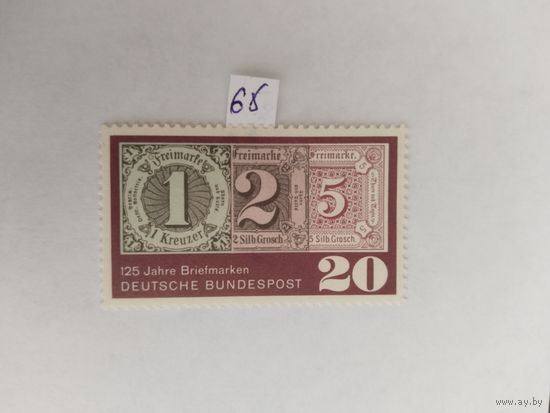 65
Freimarke Freimarke. Freimarke.
1 2 5
1 Kreuzer 2 Silb. Grosch. 5 Silb. Grosch.
125 Jahre Briefmarken
DEUTSCHE BUNDESPOST 20
www.ay.by